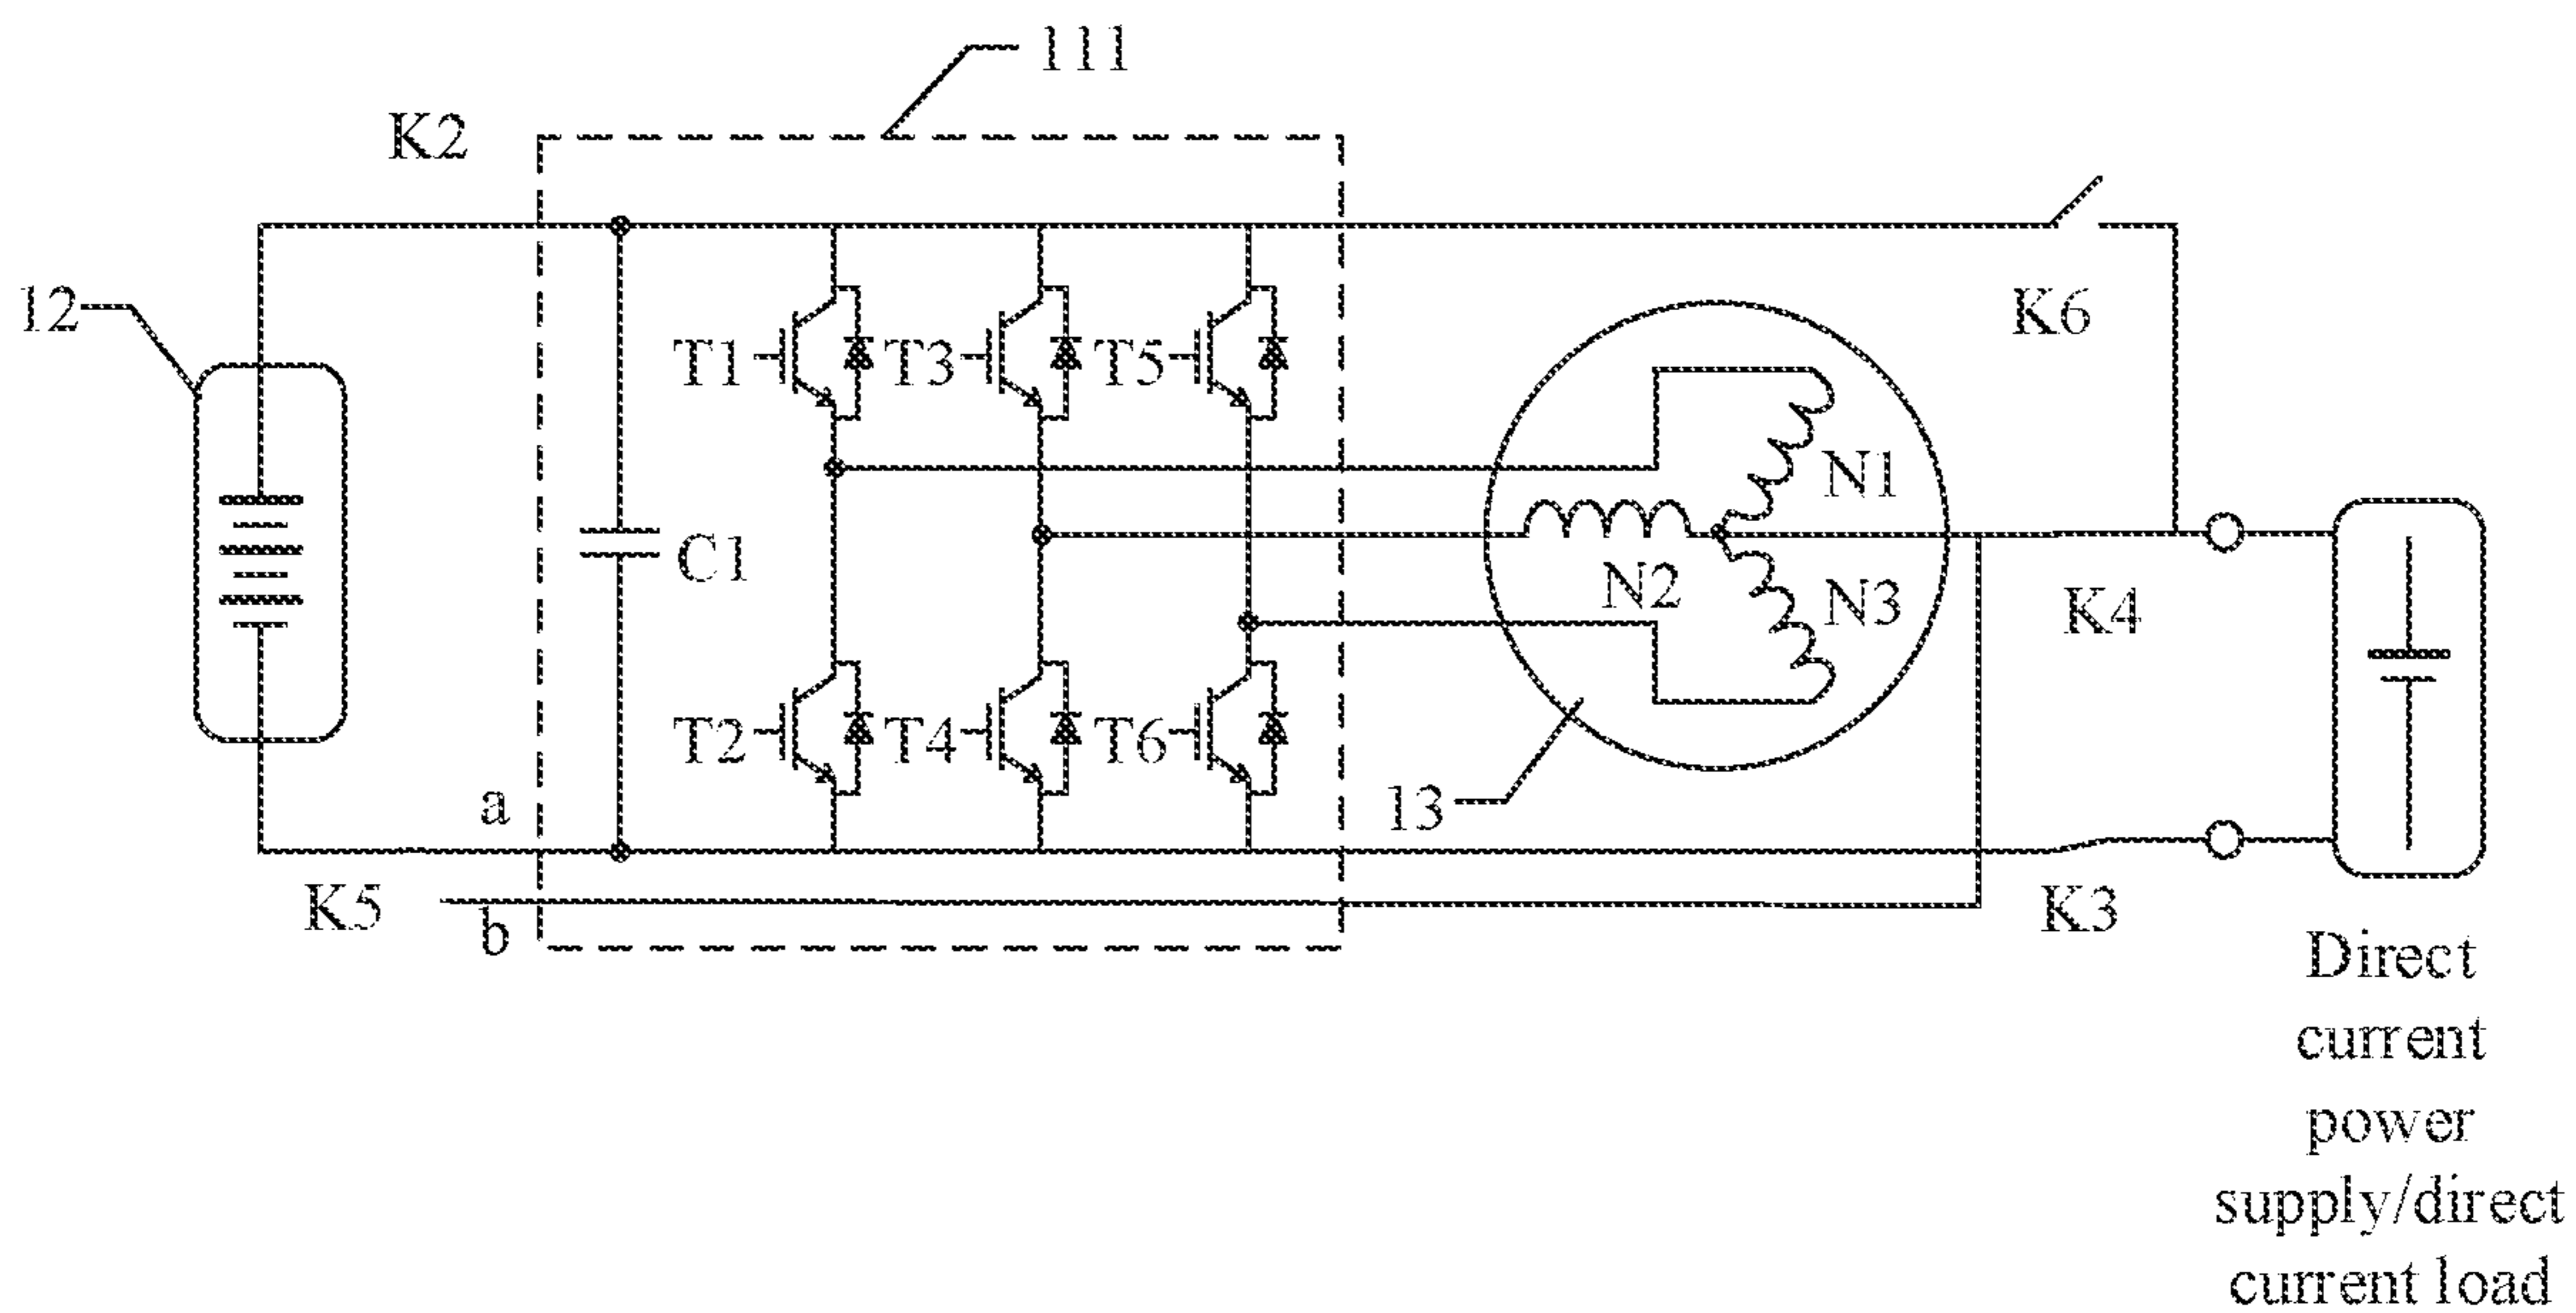 111
K2
12
K6
T1
T3
T5
N1
C1
N2
N3
K4
T2
T4
T6
a
13
K5
b
K3
Direct
current
power
supply/direct
current load